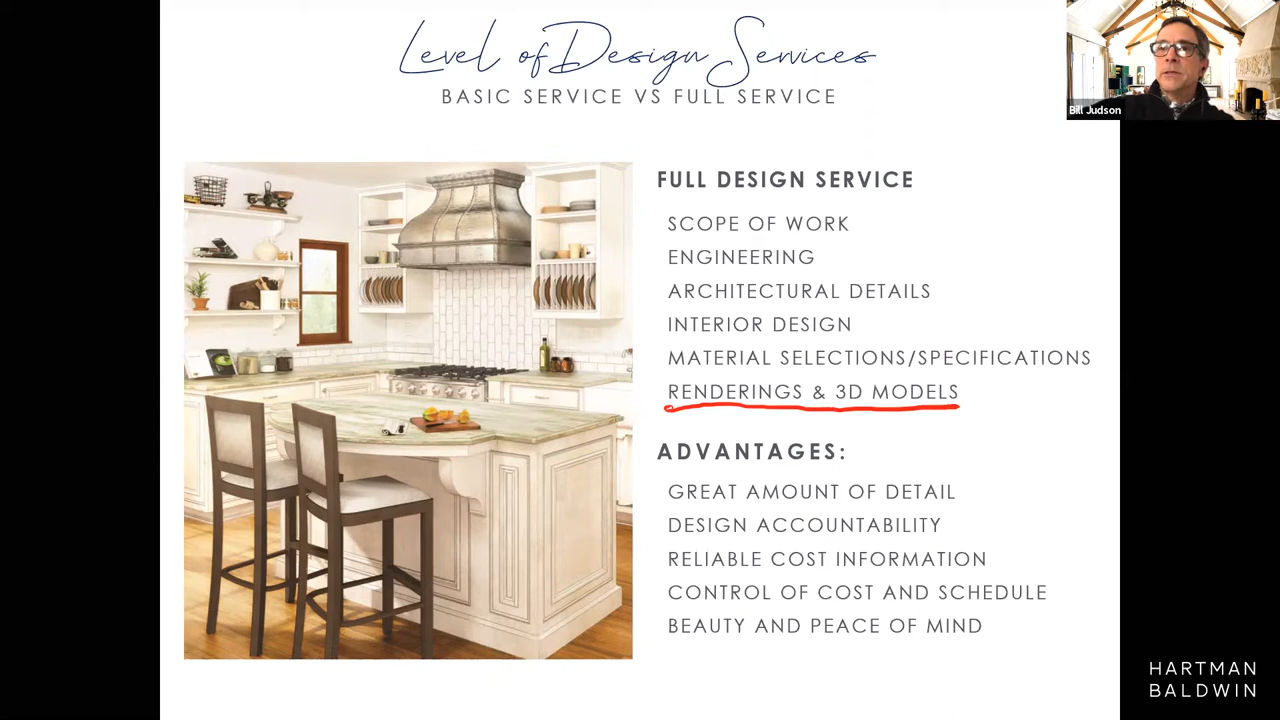 Level of Design Services
BASIC SERVICE VS FULL SERVICE
Bill Judson
FULL DESIGN SERVICE
SCOPE OF WORK
ENGINEERING
ARCHITECTURAL DETAILS
INTERIOR DESIGN
MATERIAL SELECTIONS/SPECIFICATIONS
RENDERINGS & 3D MODELS
ADVANTAGES:
GREAT AMOUNT OF DETAIL
DESIGN ACCOUNTABILITY
RELIABLE COST INFORMATION
CONTROL OF COST AND SCHEDULE
BEAUTY AND PEACE OF MIND
HARTMAN
BALDWIN